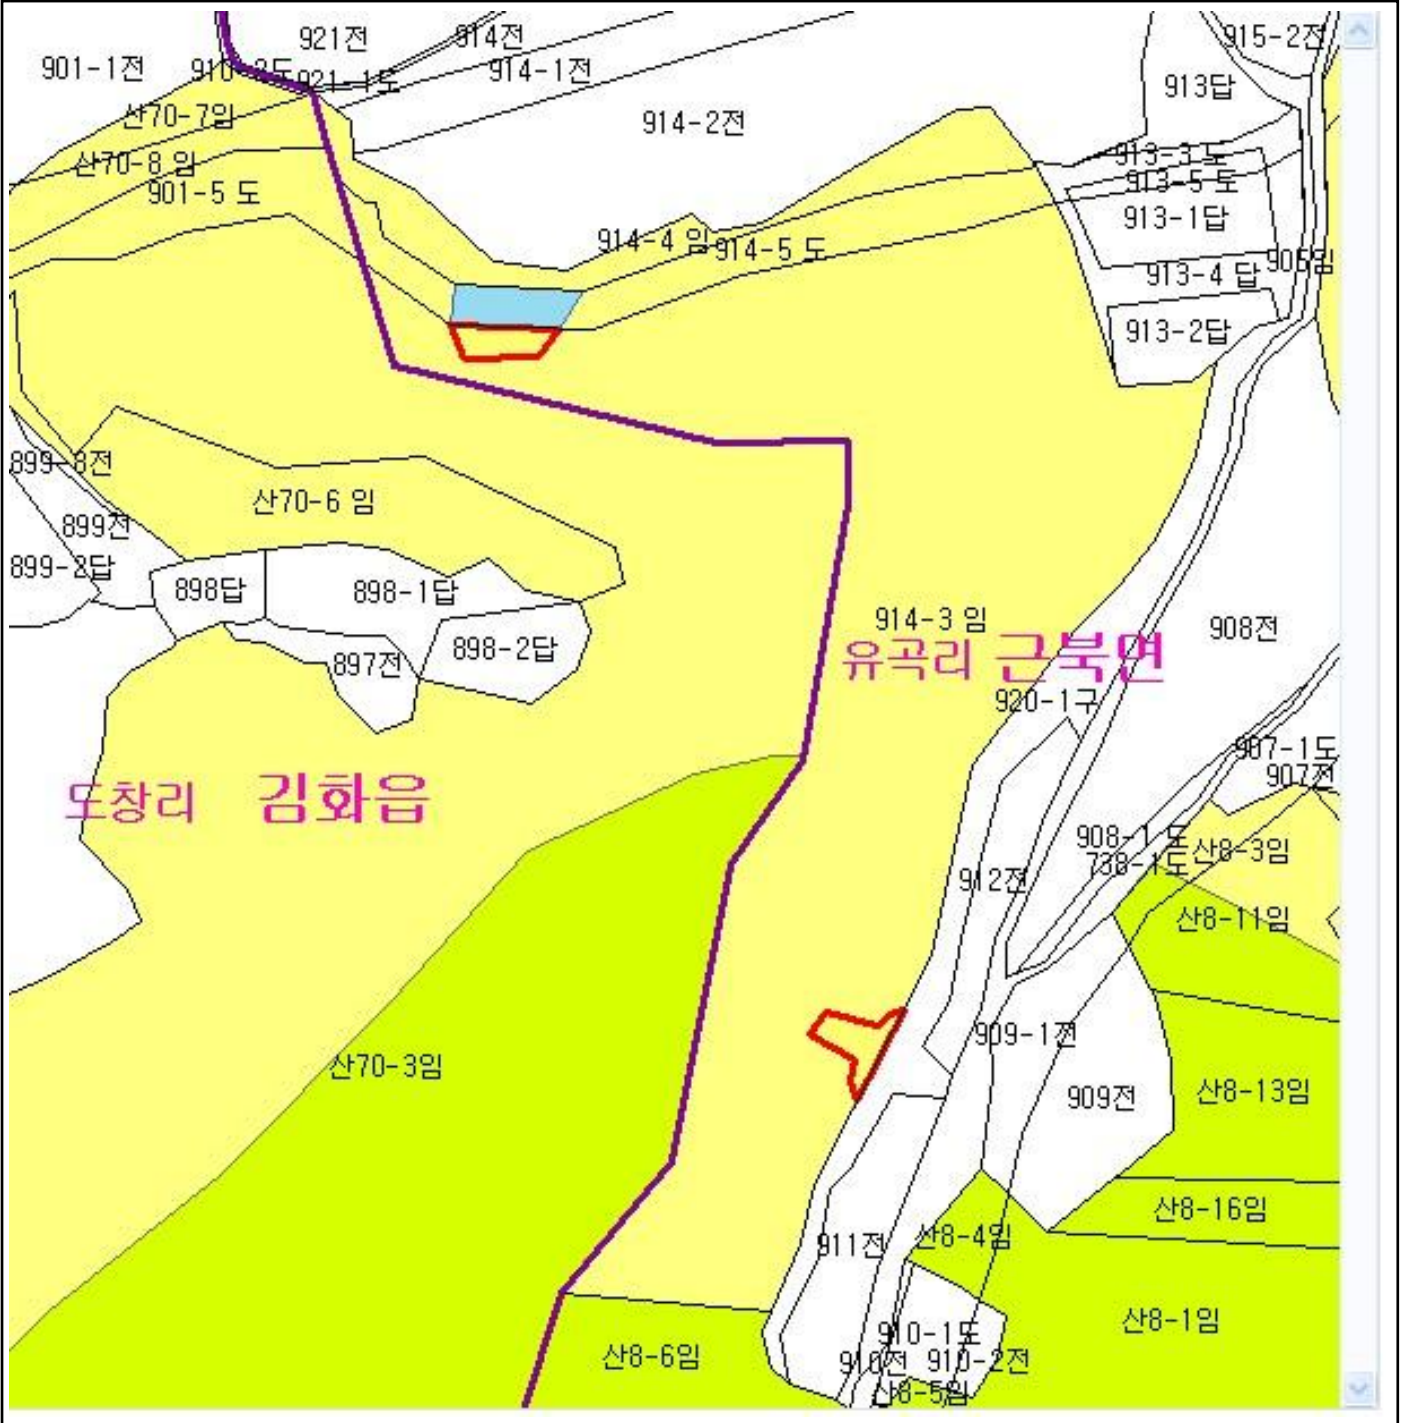 921전
914전
915-2전
901-1전
910-2도
921-1도
914-1전
913답
산70-7임
914-2전
산70-8 임
913-3 도
901-5 도
913-5 도
913-1답
914-4 임
914-5 도
913-4 답
906임
913-2답
899-3전
산70-6 임
899전
899-2답
898답
898-1답
914-3 임
908전
897전
898-2답
유곡리 근북면
920-1구
907-1도
907전
도창리 김화읍
908-1 도
738-1도
산8-3임
912전
산8-11임
909-1전
산70-3임
909전
산8-13임
산8-16임
911전
산8-4임
산8-1임
910-1도
산8-6임
910전
910-2전
산8-5임